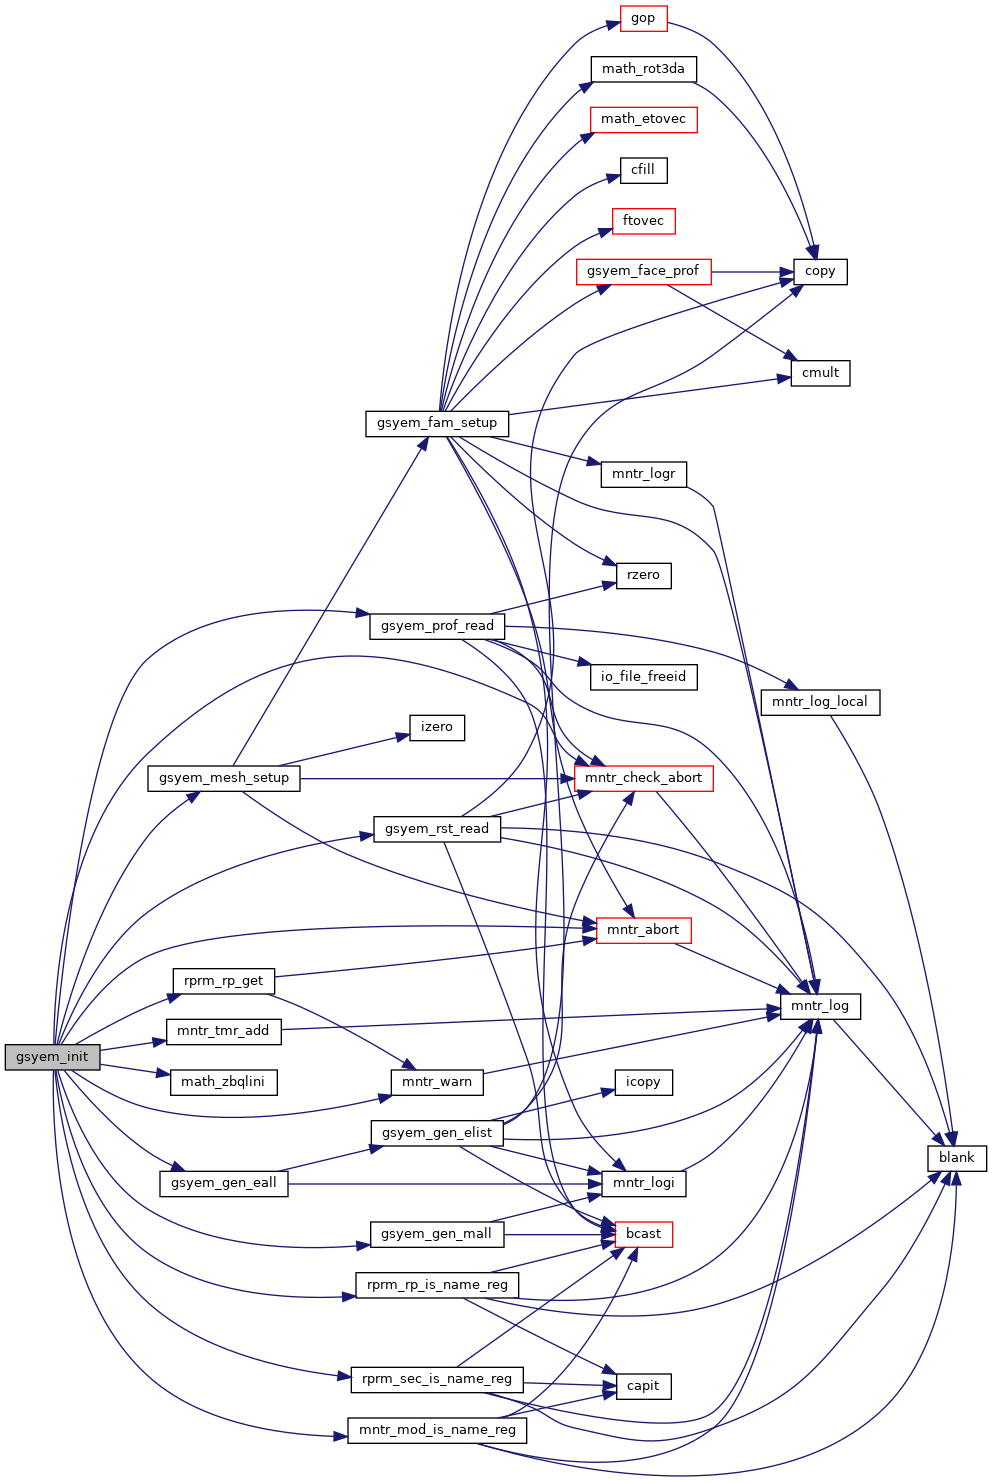 gop
math_rot3da
math_etovec
cfill
ftovec
gsyem_face_prof
copy
cmult
gsyem_fam_setup
mntr_logr
rzero
gsyem_prof_read
io_file_freeid
mntr_log_local
izero
gsyem_mesh_setup
mntr_check_abort
gsyem_rst_read
mntr_abort
rprm_rp_get
mntr_log
mntr_tmr_add
gsyem_init
math_zbqlini
mntr_warn
icopy
gsyem_gen_elist
blank
gsyem_gen_eall
mntr_logi
gsyem_gen_mall
bcast
rprm_rp_is_name_reg
rprm_sec_is_name_reg
capit
mntr_mod_is_name_reg